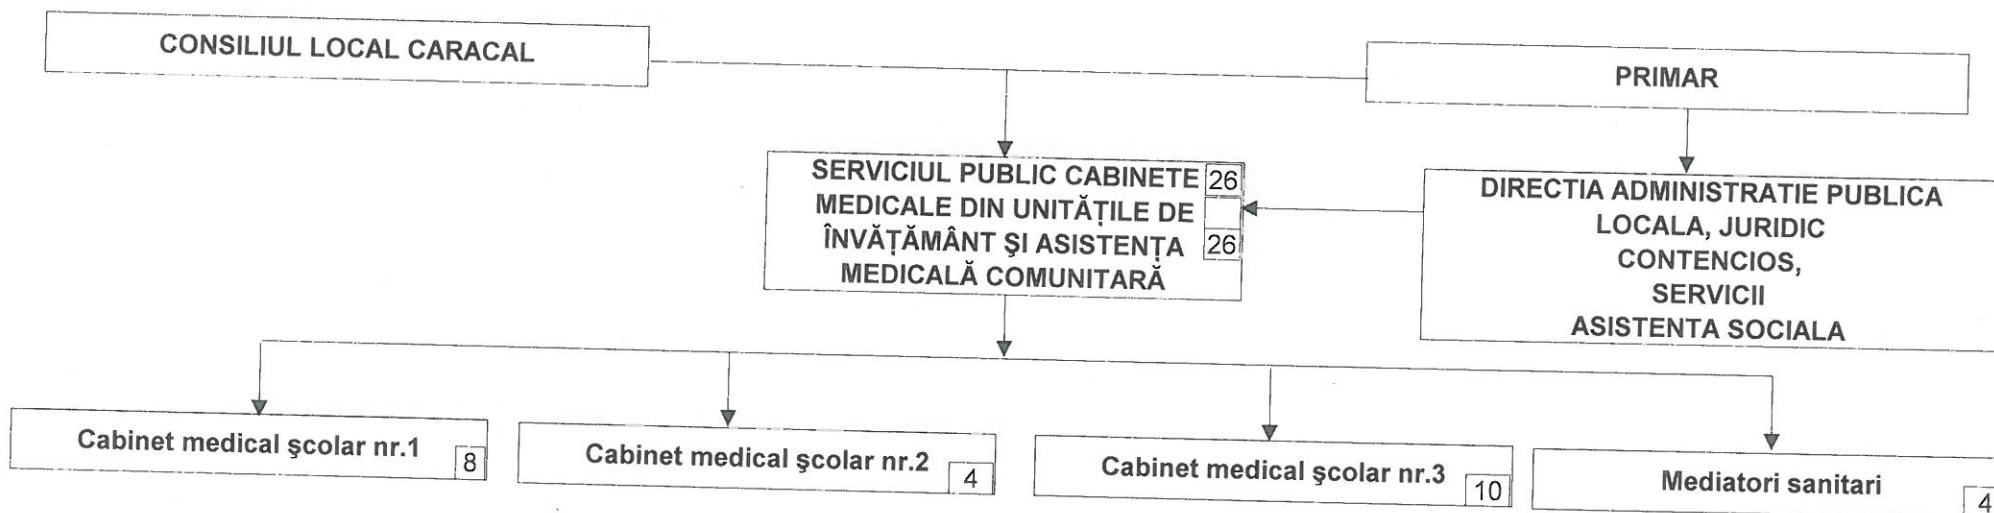 CONSILIUL LOCAL CARACAL
PRIMAR
SERVICIUL PUBLIC CABINETE 26
MEDICALE DIN UNITĂȚILE DE
ÎNVĂȚĂMÂNT ŞI ASISTENȚA 26
MEDICALĂ COMUNITARĂ
DIRECTIA ADMINISTRATIE PUBLICA
LOCALA, JURIDIC
CONTENCIOS,
SERVICII
ASISTENTA SOCIALA
Cabinet medical şcolar nr.1 8
Cabinet medical şcolar nr.2 4
Cabinet medical şcolar nr.3 10
Mediatori sanitari 4